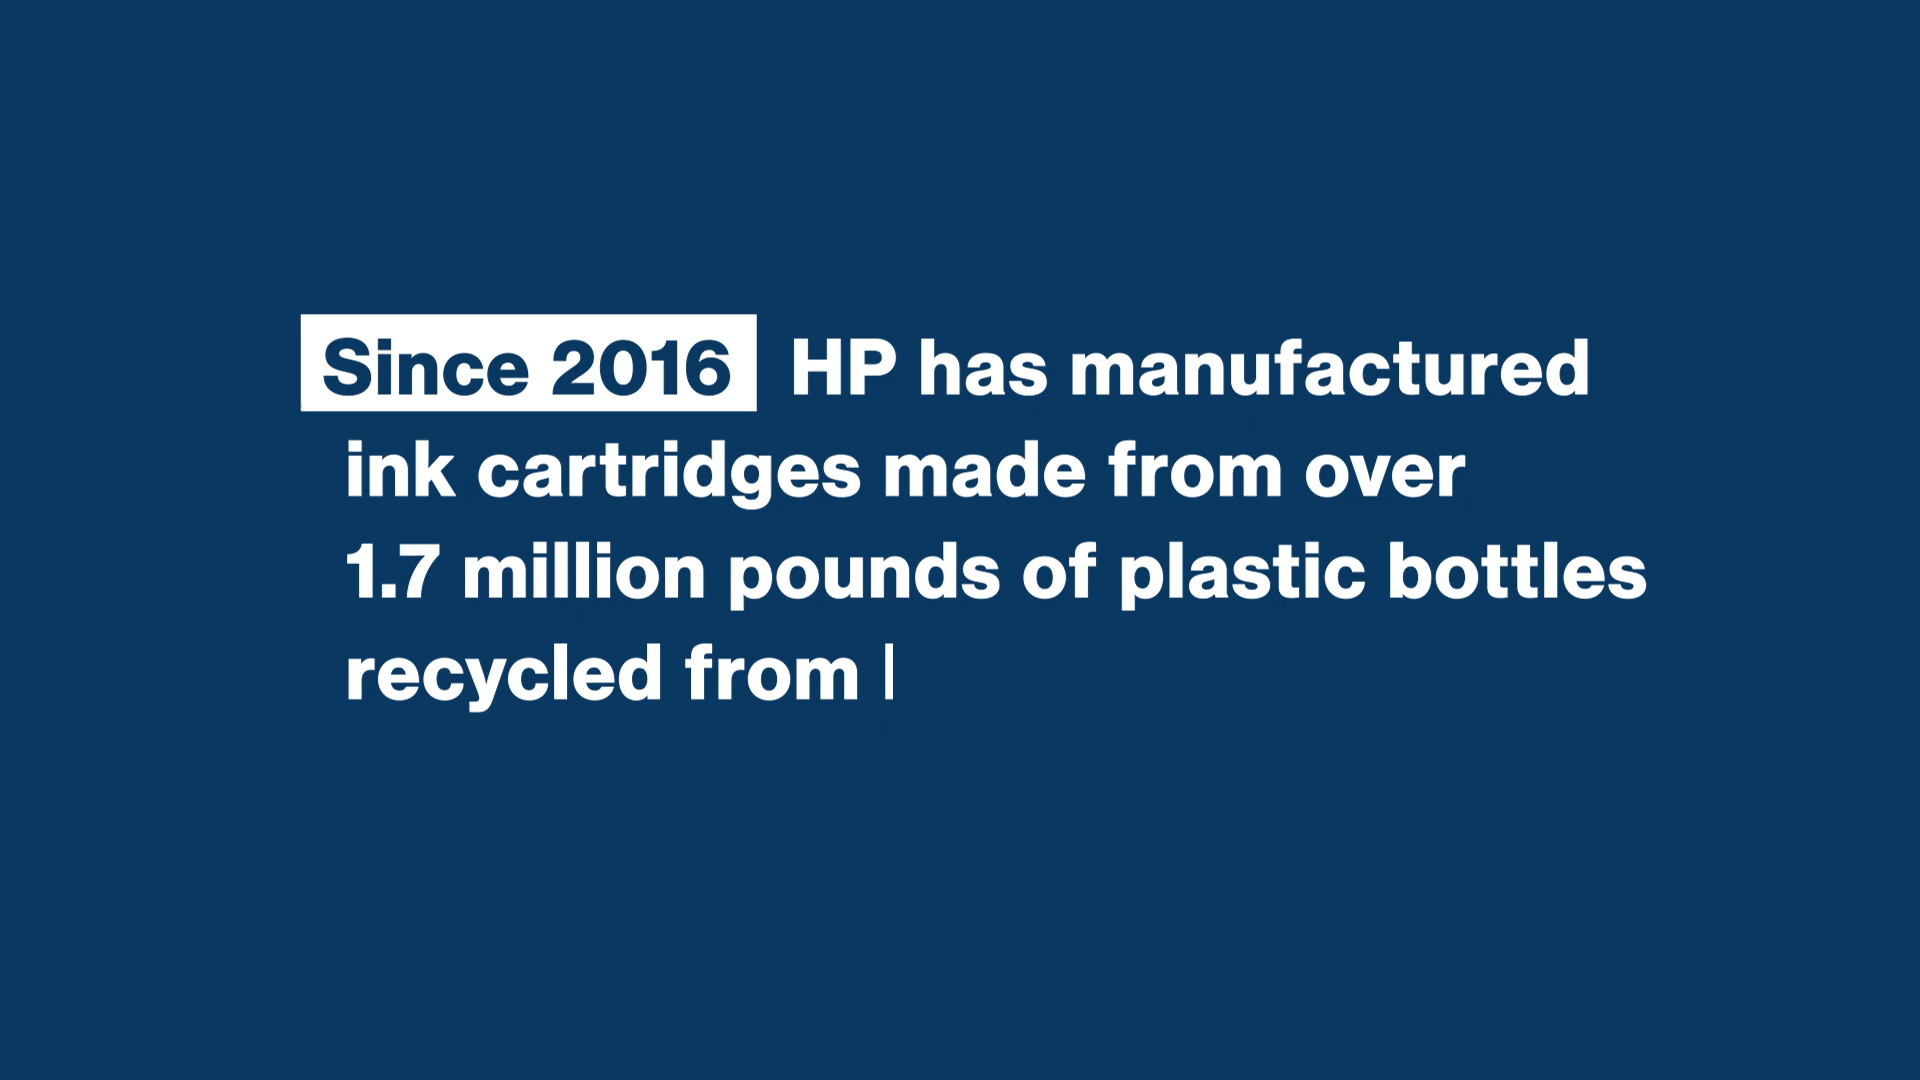 Since 2016 HP has manufactured
ink cartridges made from over
1.7 million pounds of plastic bottles
recycled from